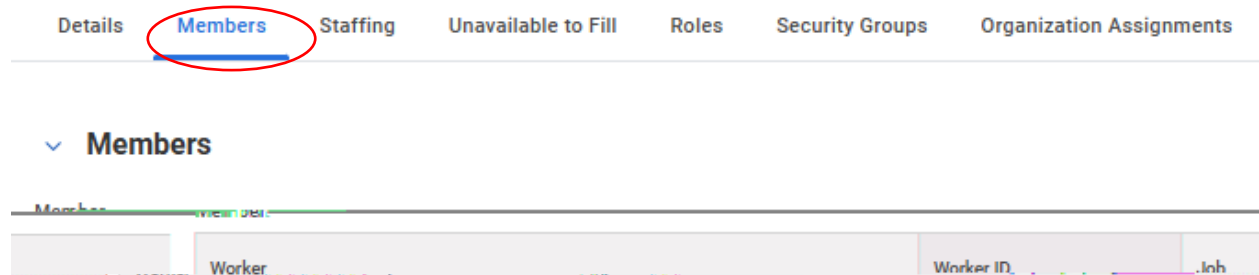 Details Members Staffing Unavailable to Fill Roles Security Groups Organization Assignments
Members
Worker Worker ID Job